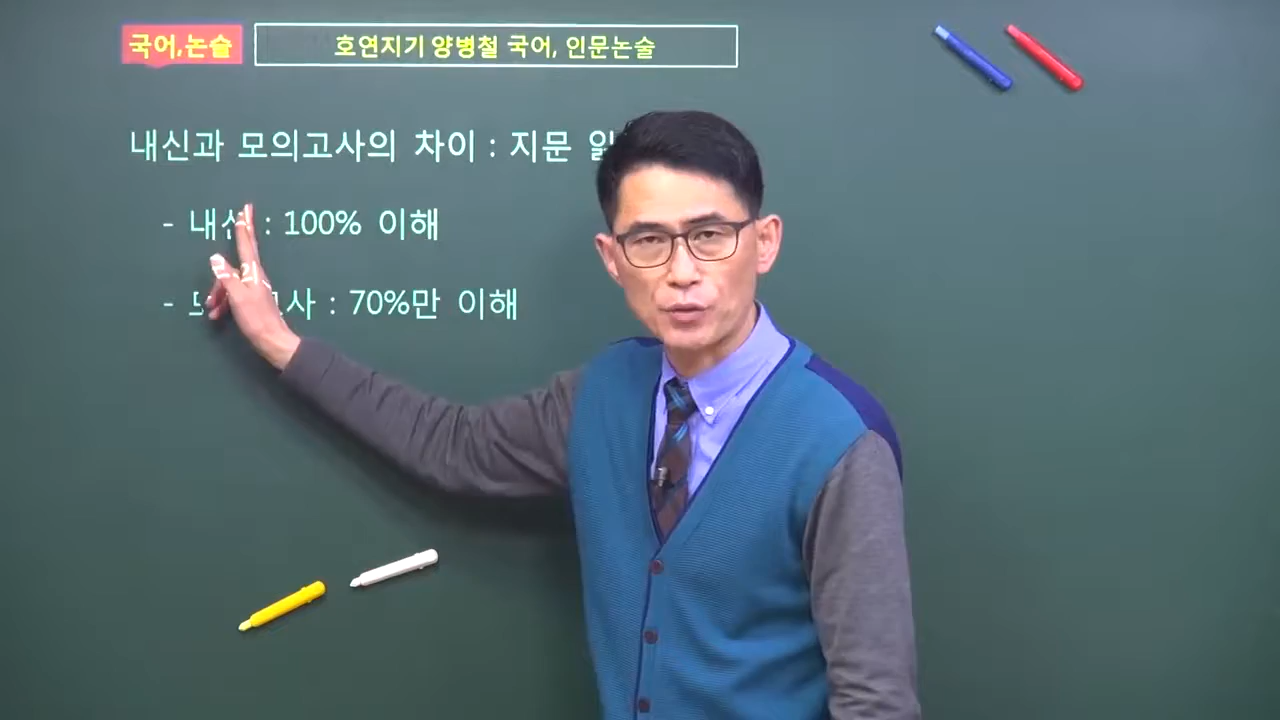 국어,논술
호연지기 양병철 국어, 인문논술
내신과 모의고사의 차이 : 지문
- 내신 : 100% 이해
- 모의고사 : 70%만 이해